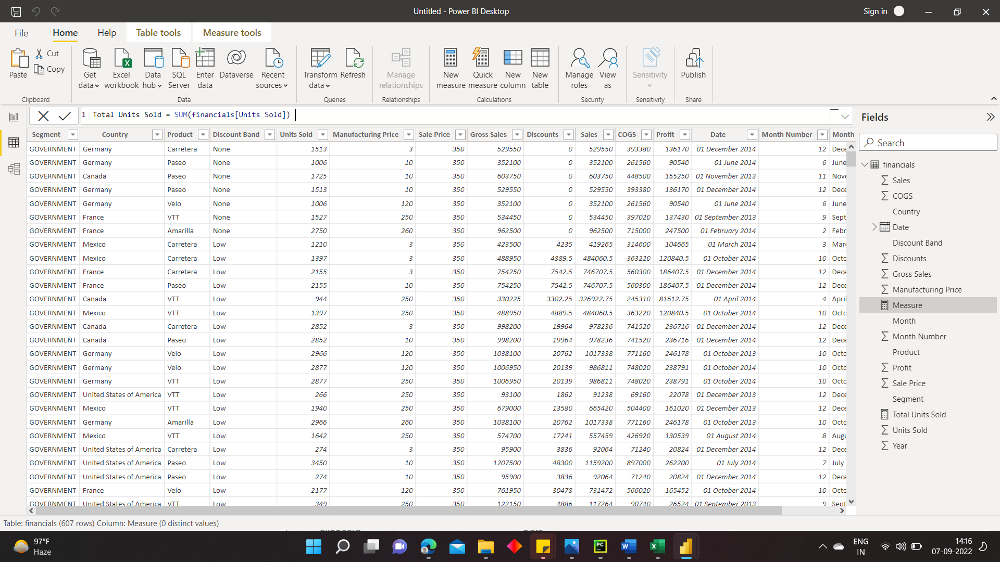 Untitled - Power BI Desktop
Sign in
File Home Help Table tools Measure tools
Paste Cut Copy
Clipboard
Get data Excel workbook Data hub SQL Server Enter data Dataverse Recent sources
Data
Transform data Refresh
Queries
Manage relationships
Relationships
New measure Quick measure New column New table
Calculations
Manage roles View as
Security
Sensitivity
Sensitivity
Publish
Share
1 Total Units Sold = SUM(financials[Units Sold])
Segment Country Product Discount Band Units Sold Manufacturing Price Sale Price Gross Sales Discounts Sales COGS Profit Date Month Number Month
GOVERNMENT Germany Carretera None 1513 3 350 529550 0 529550 393380 136170 01 December 2014 12 Dece
GOVERNMENT Germany Paseo None 1006 10 350 352100 0 352100 261560 90540 01 June 2014 6 June
GOVERNMENT Canada Paseo None 1725 10 350 603750 0 603750 448500 155250 01 November 2013 11 Nove
GOVERNMENT Germany Paseo None 1513 10 350 529550 0 529550 393380 136170 01 December 2014 12 Dece
GOVERNMENT Germany Velo None 1006 120 350 352100 0 352100 261560 90540 01 June 2014 6 June
GOVERNMENT France VTT None 1527 250 350 534450 0 534450 397020 137430 01 September 2013 9 Sept
GOVERNMENT France Amarilla None 2750 260 350 962500 0 962500 715000 247500 01 February 2014 2 Febr
GOVERNMENT Mexico Carretera Low 1210 3 350 423500 4235 419265 314600 104665 01 March 2014 3 Marc
GOVERNMENT Mexico Carretera Low 1397 3 350 488950 4889.5 484060.5 363220 120840.5 01 October 2014 10 Octo
GOVERNMENT France Carretera Low 2155 3 350 754250 7542.5 746707.5 560300 186407.5 01 December 2014 12 Dece
GOVERNMENT France Paseo Low 2155 10 350 754250 7542.5 746707.5 560300 186407.5 01 December 2014 12 Dece
GOVERNMENT Canada VTT Low 944 250 350 330225 3302.25 326922.75 245310 81612.75 01 April 2014 4 April
GOVERNMENT Mexico VTT Low 1397 250 350 488950 4889.5 484060.5 363220 120840.5 01 October 2014 10 Octo
GOVERNMENT Canada Carretera Low 2852 3 350 998200 19964 978236 741520 236716 01 December 2014 12 Dece
GOVERNMENT Canada Paseo Low 2852 10 350 998200 19964 978236 741520 236716 01 December 2014 12 Dece
GOVERNMENT Germany Velo Low 2966 120 350 1038100 20762 1017338 771160 246178 01 October 2013 10 Octo
GOVERNMENT Germany Velo Low 2877 120 350 1006950 20139 986811 748020 238791 01 October 2014 10 Octo
GOVERNMENT Germany VTT Low 2877 250 350 1006950 20139 986811 748020 238791 01 October 2014 10 Octo
GOVERNMENT United States of America VTT Low 266 250 350 93100 1862 91238 69160 22078 01 December 2013 12 Dece
GOVERNMENT Mexico VTT Low 1940 250 350 679000 13580 665420 504400 161020 01 December 2013 12 Dece
GOVERNMENT Germany Amarilla Low 2966 260 350 1038100 20762 1017338 771160 246178 01 October 2013 10 Octo
GOVERNMENT Mexico VTT Low 1642 250 350 574700 17241 557459 426920 130539 01 August 2014 8 Augu
GOVERNMENT United States of America Carretera Low 274 3 350 95900 3836 92064 71240 20824 01 December 2014 12 Dece
GOVERNMENT United States of America Paseo Low 3450 10 350 1207500 48300 1159200 897000 262200 01 July 2014 7 July
GOVERNMENT United States of America Paseo Low 274 10 350 95900 3836 92064 71240 20824 01 December 2014 12 Dece
GOVERNMENT France Velo Low 2177 120 350 761950 30478 731472 566020 165452 01 October 2014 10 Octo
GOVERNMENT United States of America VTT Low 349 250 350 122150 4886 117264 90740 26524 01 September 2013 9 Sept
Table: financials (607 rows) Column: Measure (0 distinct values)
Fields
Search
financials
Sales
COGS
Country
Date
Discount Band
Discounts
Gross Sales
Manufacturing Price
Measure
Month
Month Number
Product
Profit
Sale Price
Segment
Total Units Sold
Units Sold
Year
97°F
Haze
PC
W
X
ENG
IN
14:16
07-09-2022